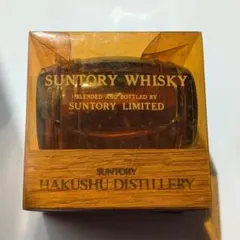 SUNTORY WHISKY
BLENDED AND BOTTLED BY
SUNTORY LIMITED
SUNTORY
HAKUSHU DISTILLERY